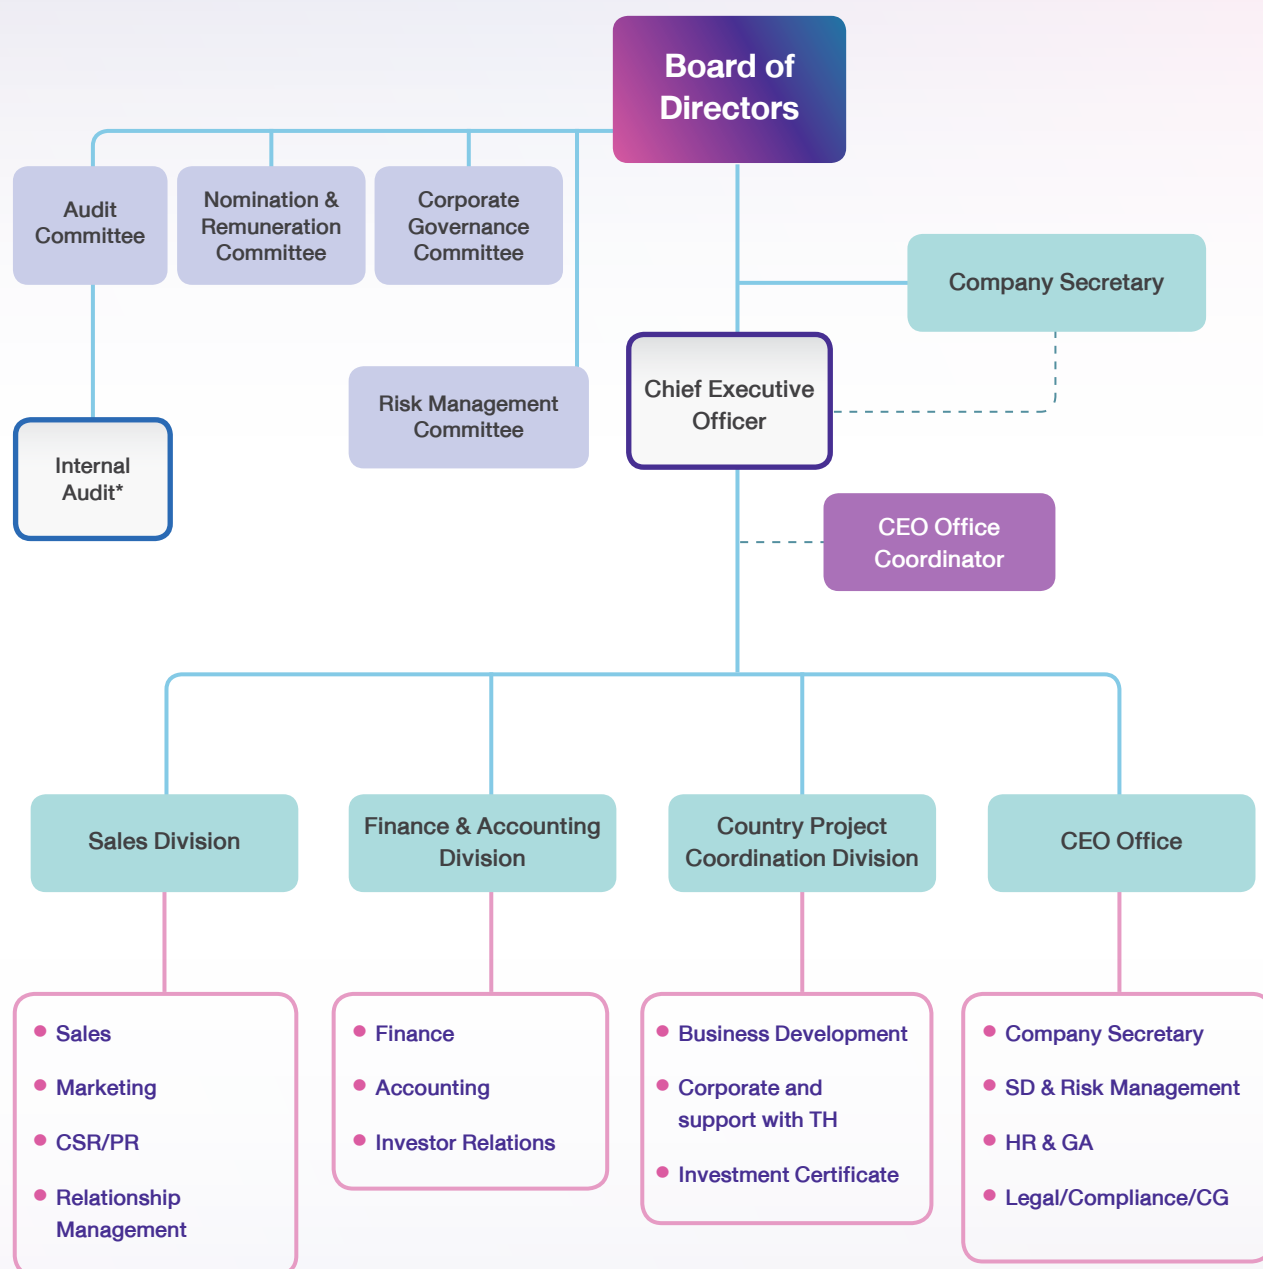 Board of
Directors
Audit
Committee
Nomination &
Remuneration
Committee
Corporate
Governance
Committee
Company Secretary
Risk Management
Committee
Chief Executive
Officer
Internal
Audit*
CEO Office
Coordinator
Sales Division
Finance & Accounting
Division
Country Project
Coordination Division
CEO Office
• Sales
• Marketing
• CSR/PR
• Relationship
Management
• Finance
• Accounting
• Investor Relations
• Business Development
• Corporate and
support with TH
• Investment Certificate
• Company Secretary
• SD & Risk Management
• HR & GA
• Legal/Compliance/CG